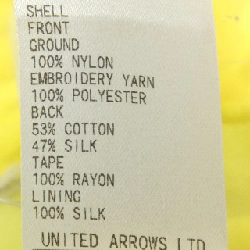 SHELL
FRONT
GROUND
100% NYLON
EMBROIDERY YARN
100% POLYESTER
BACK
53% COTTON
47% SILK
TAPE
100% RAYON
LINING
100% SILK
UNITED ARROWS LTD